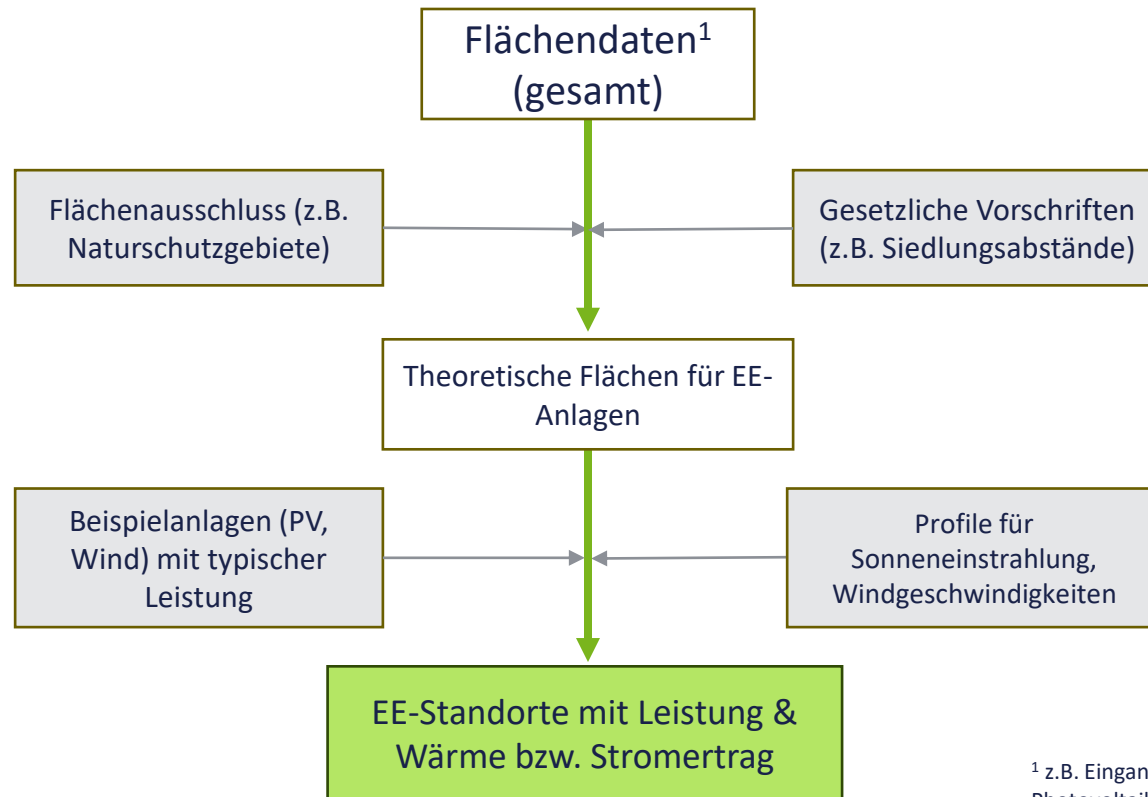 Flächendaten¹
(gesamt)
Flächenausschluss (z.B.
Naturschutzgebiete)
Gesetzliche Vorschriften
(z.B. Siedlungsabstände)
Theoretische Flächen für EE-
Anlagen
Beispielanlagen (PV,
Wind) mit typischer
Leistung
Profile für
Sonneneinstrahlung,
Windgeschwindigkeiten
EE-Standorte mit Leistung &
Wärme bzw. Stromertrag
¹ z.B.